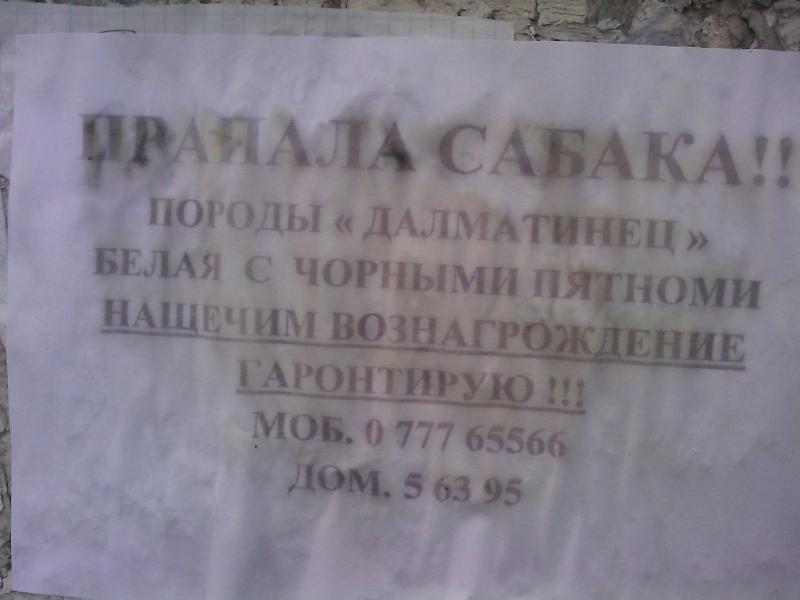 ПРАПАЛА САБАКА!!
ПОРОДЫ « ДАЛМАТИНЕЦ »
БЕЛАЯ С ЧОРНЫМИ ПЯТНОМИ
НАЩЕЧИМ ВОЗНАГРОЖДЕНИЕ
ГАРОНТИРУЮ !!!
МОБ. 0 777 65566
ДОМ. 5 63 95